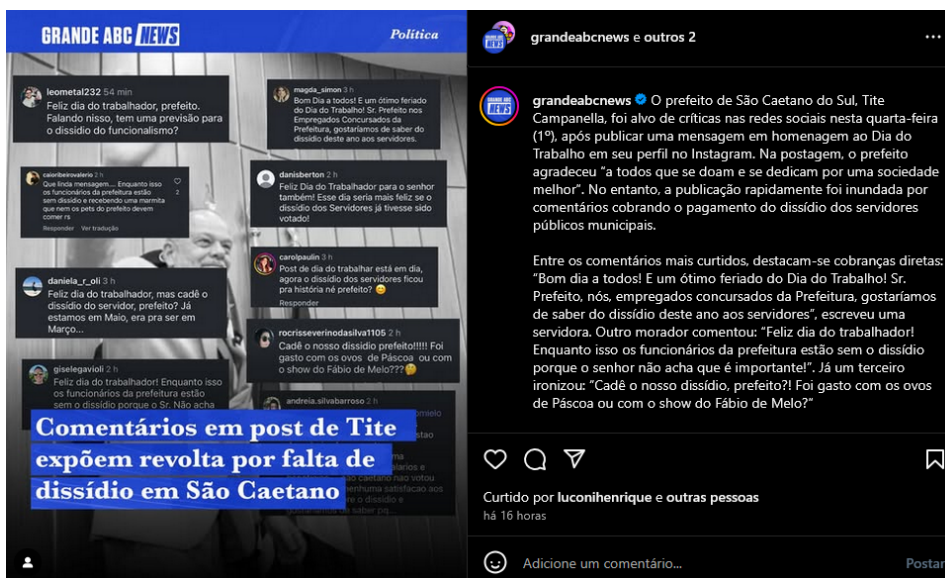 GRANDE ABC NEWS
Política
leometal232 54 min
Feliz dia do trabalhador, prefeito.
Falando nisso, tem uma previsão para
o dissídio do funcionalismo?
magda_simon 3 h
Bom Dia a todos! E um ótimo feriado
do Dia do Trabalho! Sr. Prefeito nos
Empregados Concursados da
Prefeitura, gostaríamos de saber do
dissídio deste ano aos servidores.
caioribeirovalerio 2 h
Que linda mensagem.... Enquanto isso
os funcionários da prefeitura estão
sem dissídio e recebendo uma marmita
que nem os pets do prefeito devem
comer rs
2
Responder Ver tradução
danisberton 2 h
Feliz Dia do Trabalhador para o senhor
também! Esse dia seria mais feliz se o
dissídio dos Servidores já tivesse sido
votado!
carolpaulin 3 h
Post de dia do trabalhar está em dia,
agora o dissídio dos servidores ficou
pra história né prefeito? 😊
Responder
daniela_r_oli 3 h
Feliz dia do trabalhador, mas cadê o
dissídio do servidor, prefeito? Já
estamos em Maio, era pra ser em
Março...
rocrisseverinodasilva1105 2 h
Cadê o nosso dissídio prefeito!!!!! Foi
gasto com os ovos de Páscoa ou com
o show do Fábio de Melo???🤔
giselegavioli 2 h
Feliz dia do trabalhador! Enquanto isso
os funcionários da prefeitura estão
sem o dissídio porque o Sr. Não acha
andreia.silvabarroso 2 h
Comentários em post de Tite
expõem revolta por falta de
dissídio em São Caetano
grandeabcnews e outros 2
grandeabcnews O prefeito de São Caetano do Sul, Tite
Campanella, foi alvo de críticas nas redes sociais nesta quarta-feira
(1º), após publicar uma mensagem em homenagem ao Dia do
Trabalho em seu perfil no Instagram. Na postagem, o prefeito
agradeceu "a todos que se doam e se dedicam por uma sociedade
melhor". No entanto, a publicação rapidamente foi inundada por
comentários cobrando o pagamento do dissídio dos servidores
públicos municipais.
Entre os comentários mais curtidos, destacam-se cobranças diretas:
"Bom dia a todos! E um ótimo feriado do Dia do Trabalho! Sr.
Prefeito, nós, empregados concursados da Prefeitura, gostaríamos
de saber do dissídio deste ano aos servidores", escreveu uma
servidora. Outro morador comentou: "Feliz dia do trabalhador!
Enquanto isso os funcionários da prefeitura estão sem o dissídio
porque o senhor não acha que é importante!". Já um terceiro
ironizou: "Cadê o nosso dissídio, prefeito?! Foi gasto com os ovos
de Páscoa ou com o show do Fábio de Melo?"
Curtido por luconihenrique e outras pessoas
há 16 horas
Adicione um comentário...
Postar